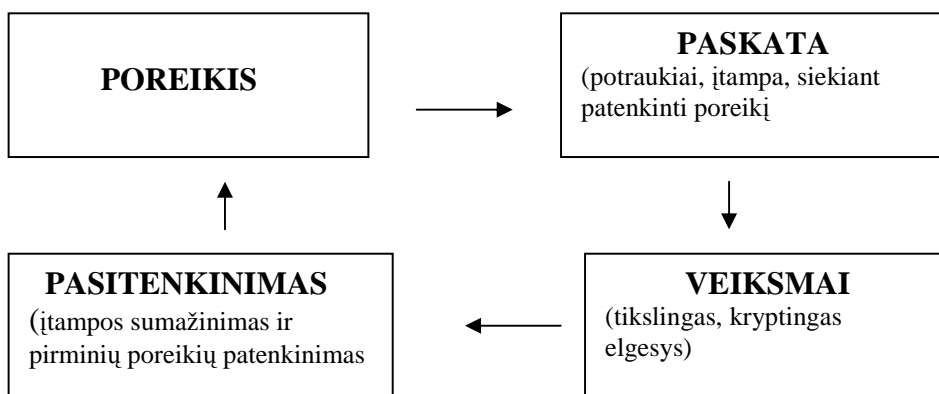 POREIKIS
PASKATA
(potraukiai, įtampa, siekiant
patenkinti poreikį
PASITENKINIMAS
(įtampos sumažinimas ir
pirminių poreikių patenkinimas
VEIKSMAI
(tikslingas, kryptingas
elgesys)